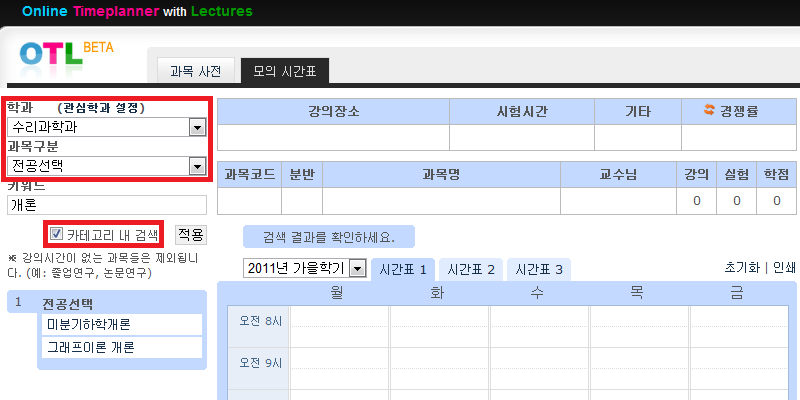 Online Timeplanner with Lectures
OTL BETA
과목 사전 모의 시간표
학과 (관심학과 설정)
수리과학과
과목구분
전공선택
키워드
개론
카테고리 내 검색 적용
※ 강의시간이 없는 과목들은 제외됩니다. (예: 졸업연구, 논문연구)
1 전공선택
미분기하학개론
그래프이론 개론
강의장소 시험시간 기타 경쟁률
과목코드 분반 과목명 교수님 강의 실험 학점
0 0 0
검색 결과를 확인하세요.
2011년 가을학기 시간표 1 시간표 2 시간표 3 초기화 | 인쇄
월 화 수 목 금
오전 8시
오전 9시